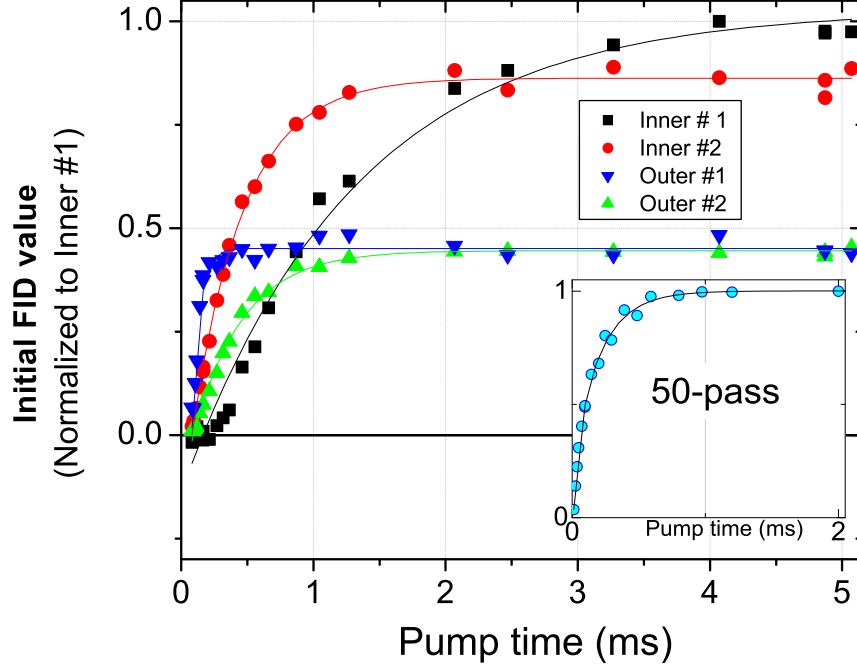 Initial FID value
(Normalized to Inner #1)
1.0
0.5
0.0
Inner # 1
Inner #2
Outer #1
Outer #2
1
50-pass
0
0
Pump time (ms)
2
0
1
2
3
4
5
Pump time (ms)